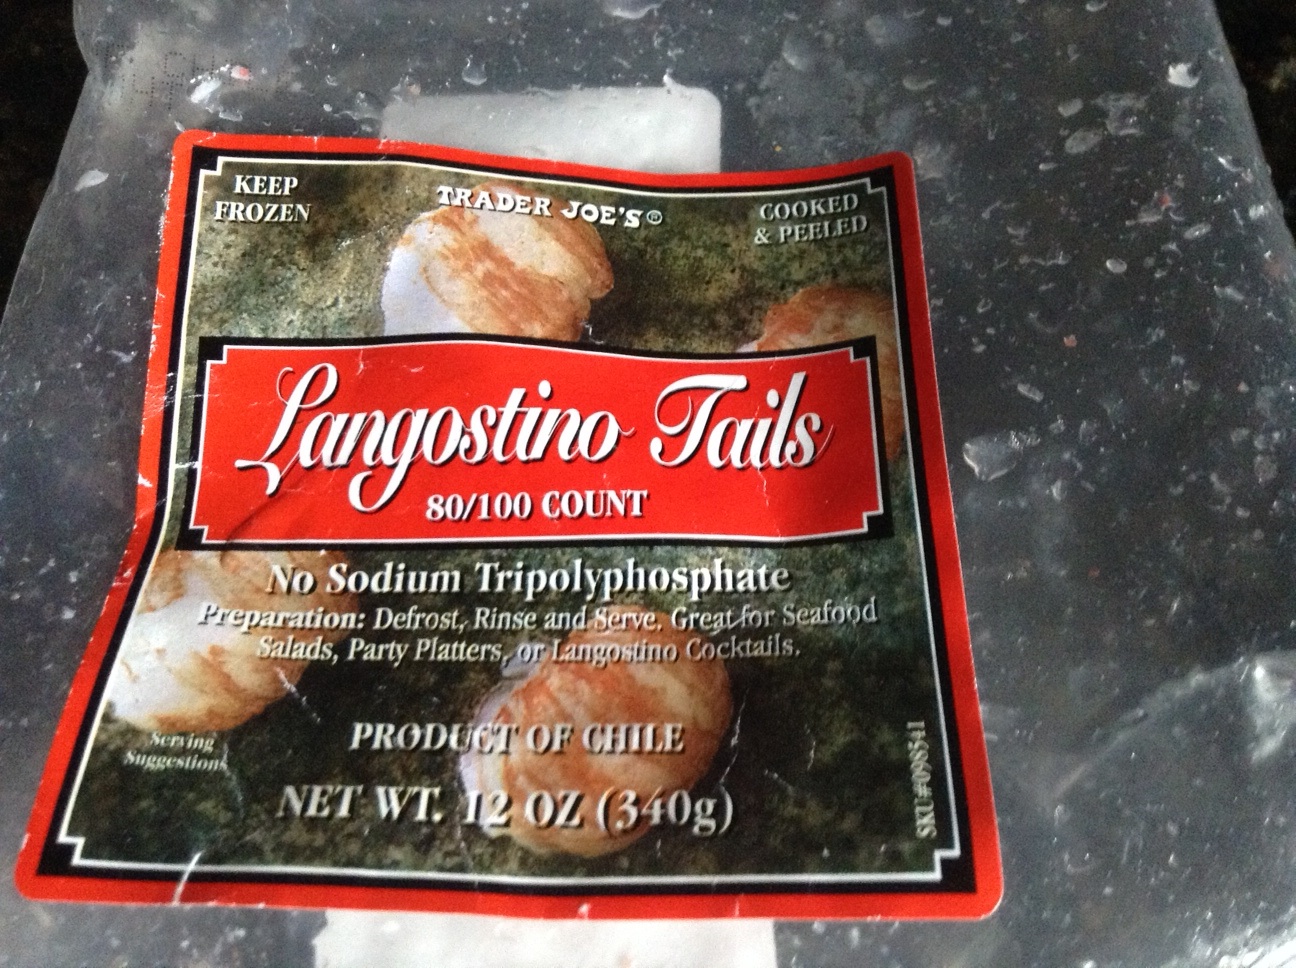 KEEP
FROZEN
TRADER JOE'S®
COOKED
& PEELED
Langostino Tails
80/100 COUNT
No Sodium Tripolyphosphate
Preparation: Defrost, Rinse and Serve. Great for Seafood
Salads, Party Platters, or Langostino Cocktails.
PRODUCT OF CHILE
Serving
Suggestions
NET WT. 12 OZ (340g)
SKU#098541